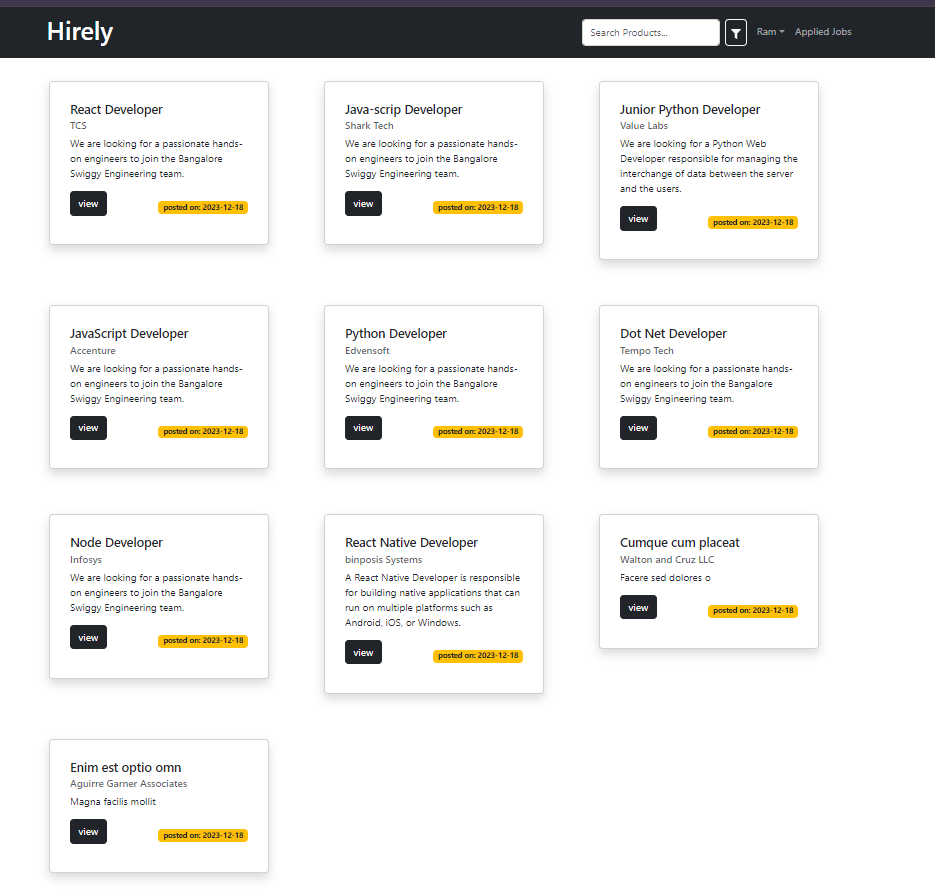 Hirely
Search Products...
Ram
Applied Jobs
React Developer
TCS
We are looking for a passionate hands-
on engineers to join the Bangalore
Swiggy Engineering team.
view
posted on: 2023-12-18
Java-scrip Developer
Shark Tech
We are looking for a passionate hands-
on engineers to join the Bangalore
Swiggy Engineering team.
view
posted on: 2023-12-18
Junior Python Developer
Value Labs
We are looking for a Python Web
Developer responsible for managing the
interchange of data between the server
and the users.
view
posted on: 2023-12-18
JavaScript Developer
Accenture
We are looking for a passionate hands-
on engineers to join the Bangalore
Swiggy Engineering team.
view
posted on: 2023-12-18
Python Developer
Edvensoft
We are looking for a passionate hands-
on engineers to join the Bangalore
Swiggy Engineering team.
view
posted on: 2023-12-18
Dot Net Developer
Tempo Tech
We are looking for a passionate hands-
on engineers to join the Bangalore
Swiggy Engineering team.
view
posted on: 2023-12-18
Node Developer
Infosys
We are looking for a passionate hands-
on engineers to join the Bangalore
Swiggy Engineering team.
view
posted on: 2023-12-18
React Native Developer
binposis Systems
A React Native Developer is responsible
for building native applications that can
run on multiple platforms such as
Android, iOS, or Windows.
view
posted on: 2023-12-18
Cumque cum placeat
Walton and Cruz LLC
Facere sed dolores o
view
posted on: 2023-12-18
Enim est optio omn
Aguirre Garner Associates
Magna facilis mollit
view
posted on: 2023-12-18